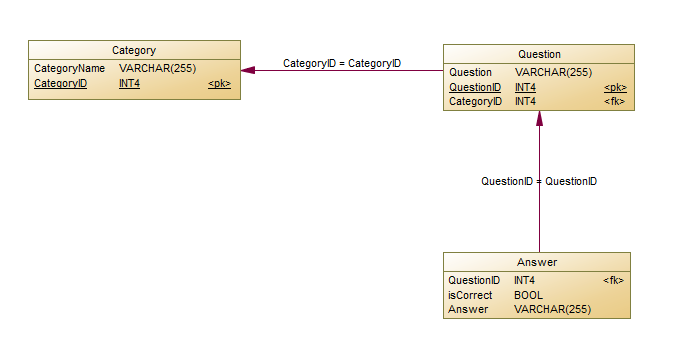 Category
CategoryName VARCHAR(255)
CategoryID INT4 <pk>
CategoryID = CategoryID
Question
Question VARCHAR(255)
QuestionID INT4 <pk>
CategoryID INT4 <fk>
QuestionID = QuestionID
Answer
QuestionID INT4 <fk>
isCorrect BOOL
Answer VARCHAR(255)